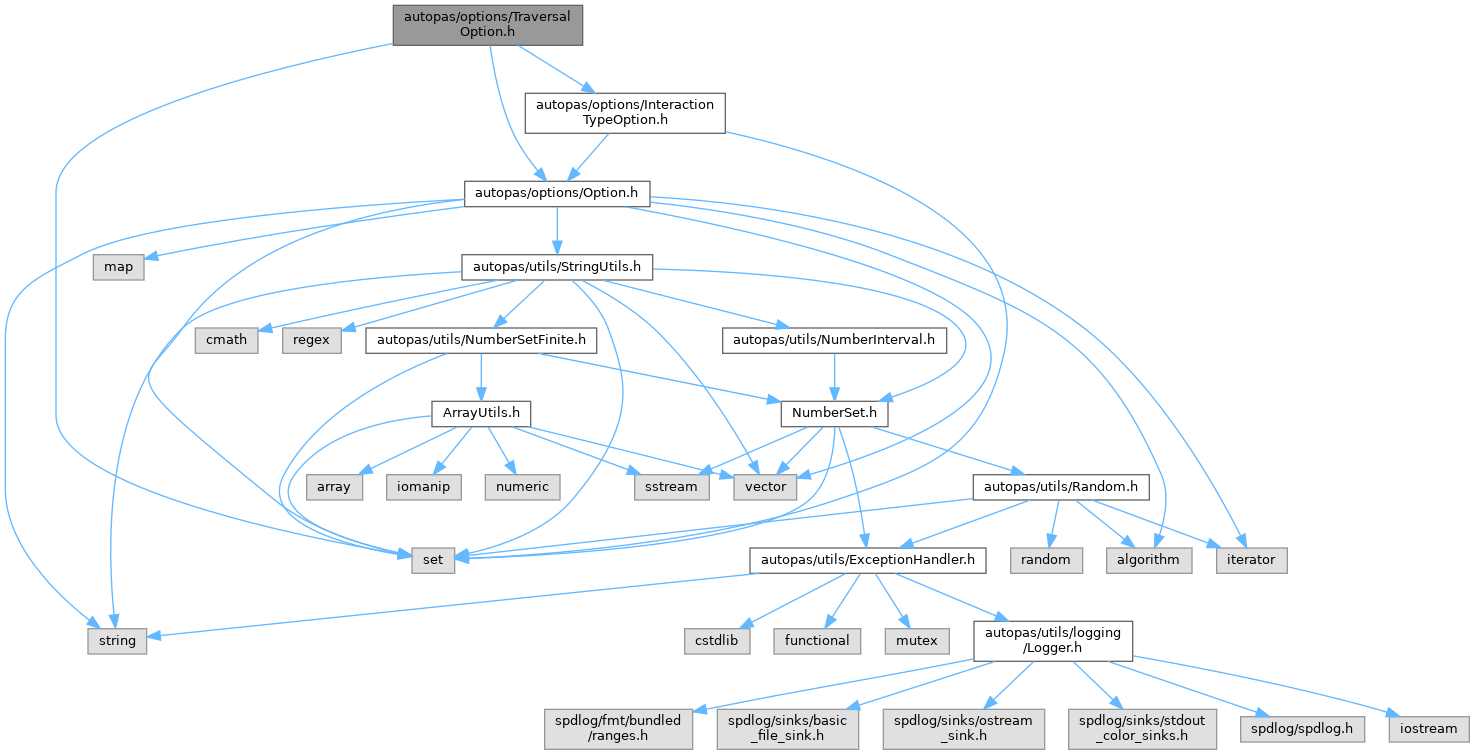 autopas/options/Traversal
Option.h
autopas/options/Interaction
TypeOption.h
autopas/options/Option.h
map
autopas/utils/StringUtils.h
cmath
regex
autopas/utils/NumberSetFinite.h
autopas/utils/NumberInterval.h
ArrayUtils.h
NumberSet.h
array
iomanip
numeric
sstream
vector
autopas/utils/Random.h
set
autopas/utils/ExceptionHandler.h
random
algorithm
iterator
string
cstdlib
functional
mutex
autopas/utils/logging
/Logger.h
spdlog/fmt/bundled
/ranges.h
spdlog/sinks/basic
_file_sink.h
spdlog/sinks/ostream
_sink.h
spdlog/sinks/stdout
_color_sinks.h
spdlog/spdlog.h
iostream